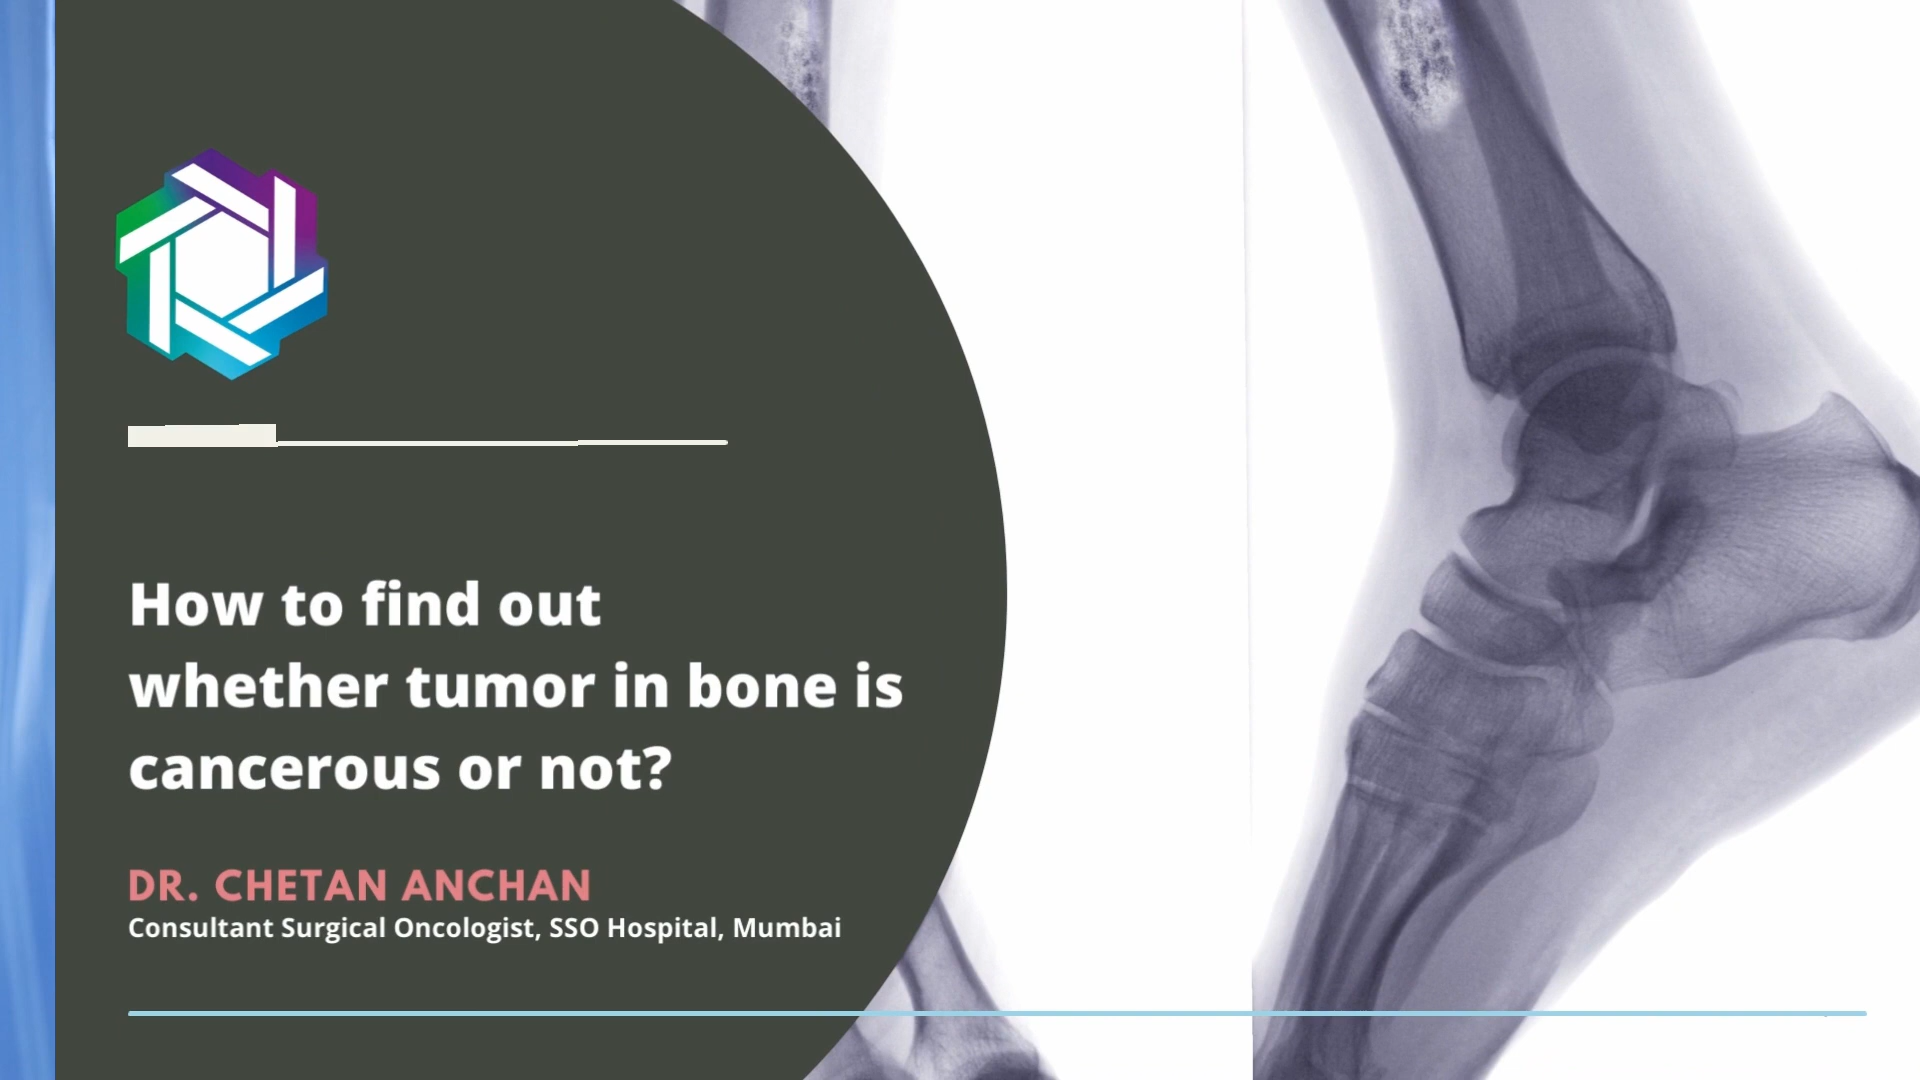 How to find out
whether tumor in bone is
cancerous or not?
DR. CHETAN ANCHAN
Consultant Surgical Oncologist, SSO Hospital, Mumbai